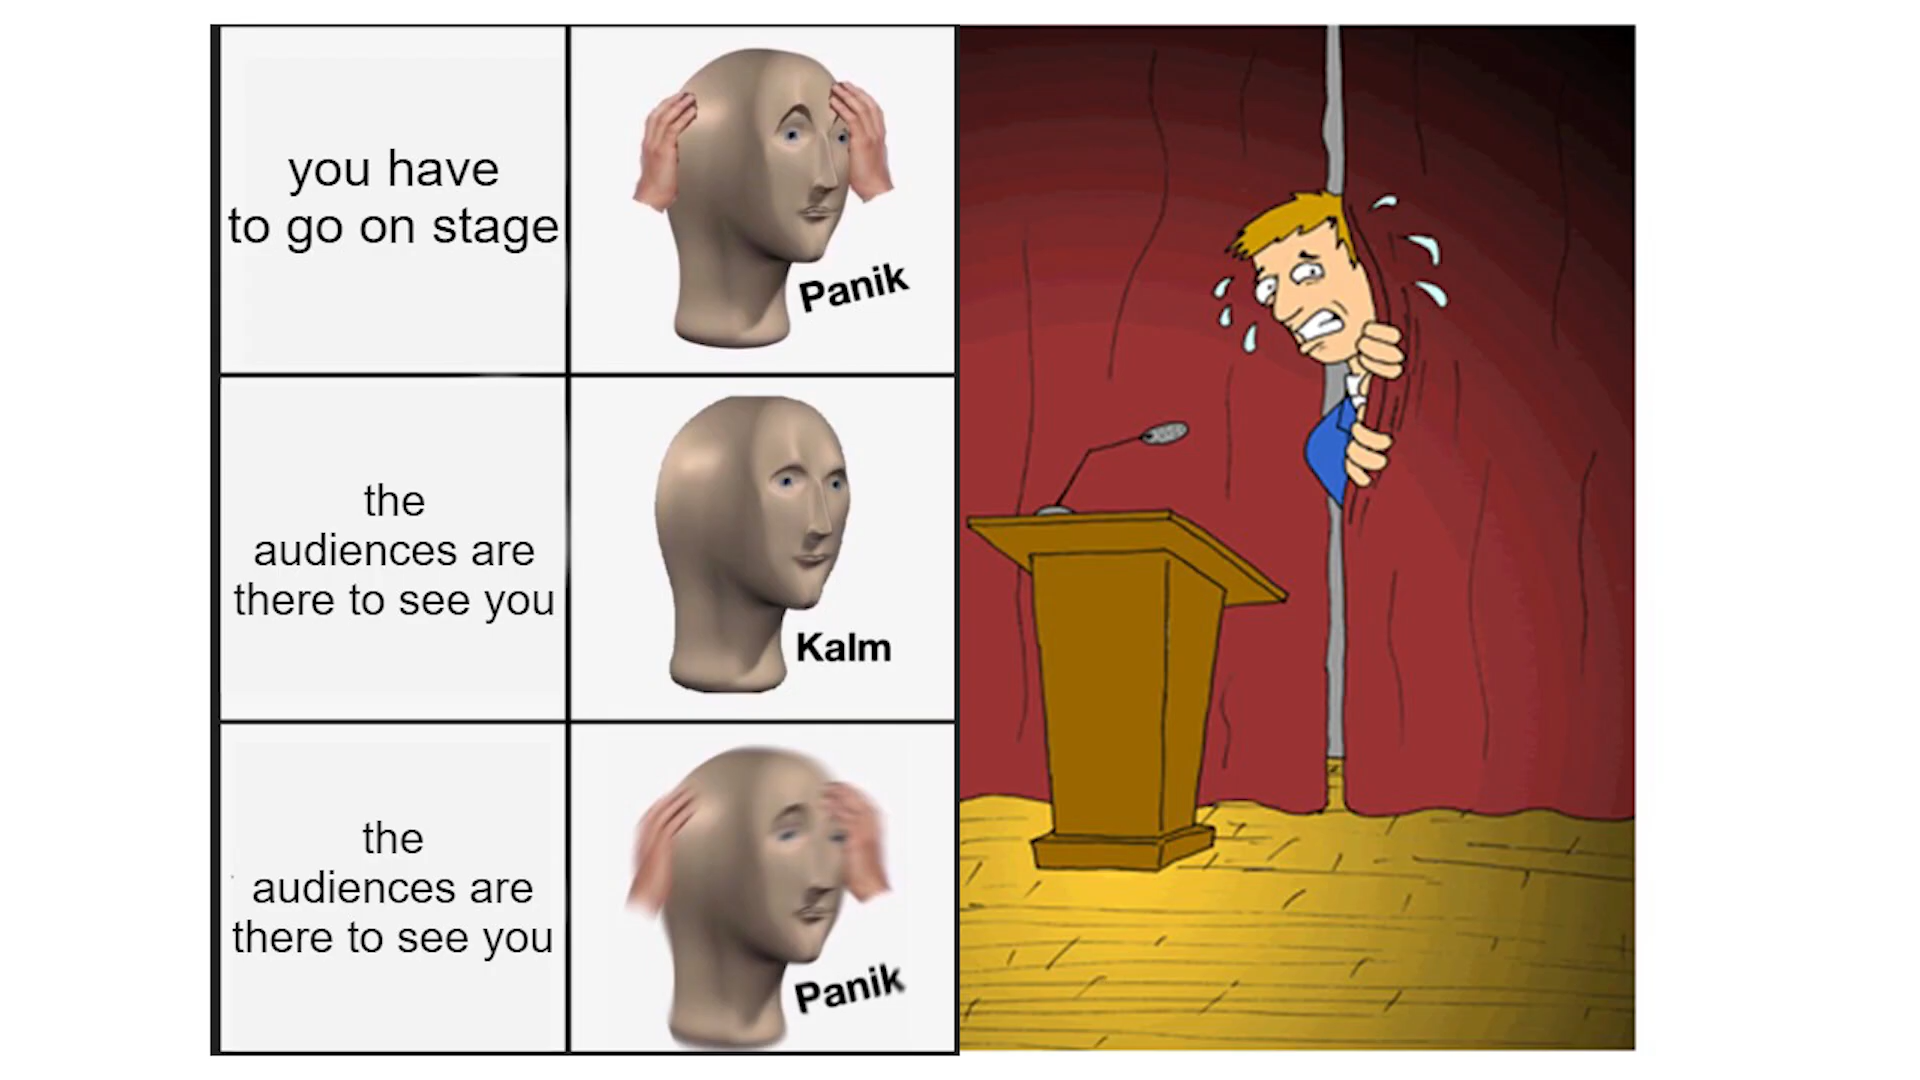 you have
to go on stage
Panik
the
audiences are
there to see you
Kalm
the
audiences are
there to see you
Panik